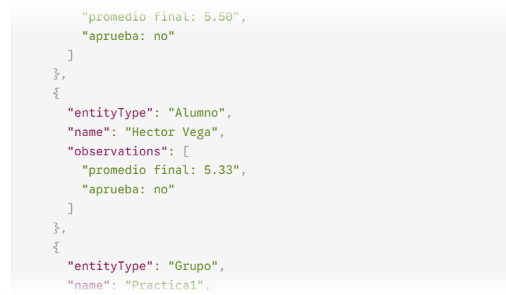 "promedio final: 5.50",
"aprueba: no"
]
},
{
"entityType": "Alumno",
"name": "Hector Vega",
"observations": [
"promedio final: 5.33",
"aprueba: no"
]
},
{
"entityType": "Grupo",
"name": "Practica1",